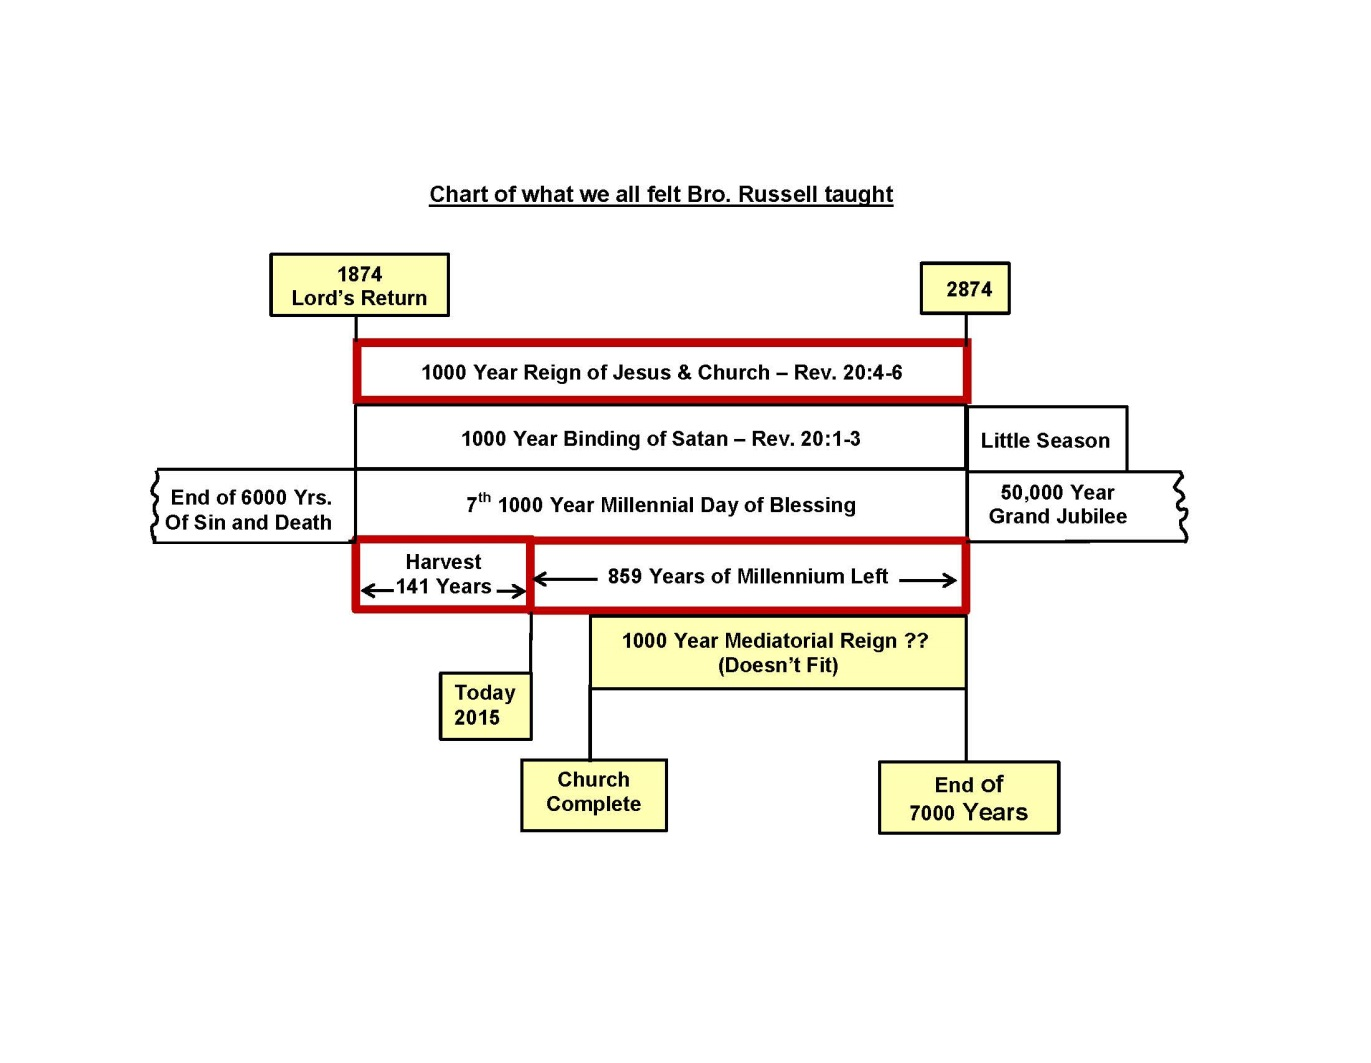 Chart of what we all felt Bro. Russell taught
1874
Lord's Return
2874
1000 Year Reign of Jesus & Church – Rev. 20:4-6
1000 Year Binding of Satan – Rev. 20:1-3
Little Season
End of 6000 Yrs.
Of Sin and Death
7th 1000 Year Millennial Day of Blessing
50,000 Year
Grand Jubilee
Harvest
141 Years
859 Years of Millennium Left
1000 Year Mediatorial Reign ??
(Doesn't Fit)
Today
2015
Church
Complete
End of
7000 Years